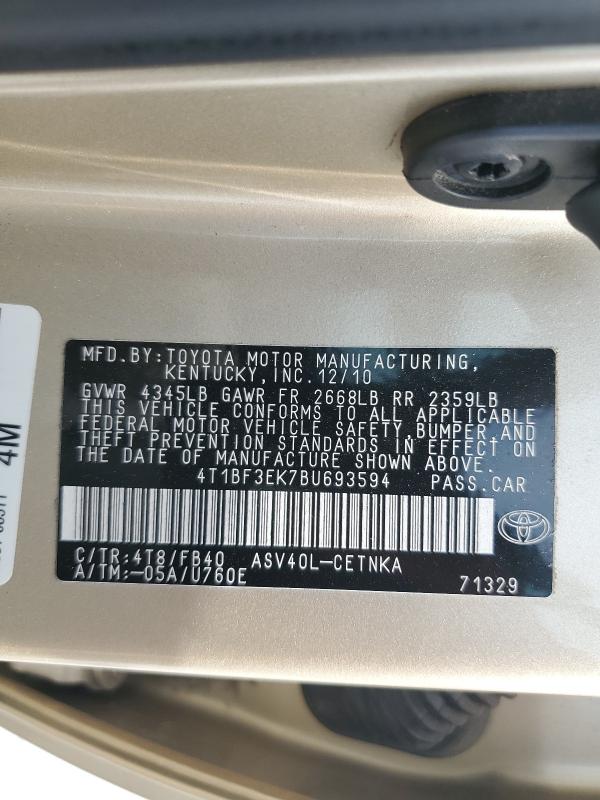 MFD. BY: TOYOTA MOTOR MANUFACTURING,
KENTUCKY, INC. 12/10
GVWR 4345LB GAWR FR 2668LB RR 2359LB
THIS VEHICLE CONFORMS TO ALL APPLICABLE
FEDERAL MOTOR VEHICLE SAFETY, BUMPER, AND
THEFT PREVENTION STANDARDS IN EFFECT ON
THE DATE OF MANUFACTURE SHOWN ABOVE.
4T1BF3EK7BU693594 PASS. CAR
C/TR: 4T8/FB40 ASV40L-CETNKA
A/TM: -05A/U760E 71329
4M